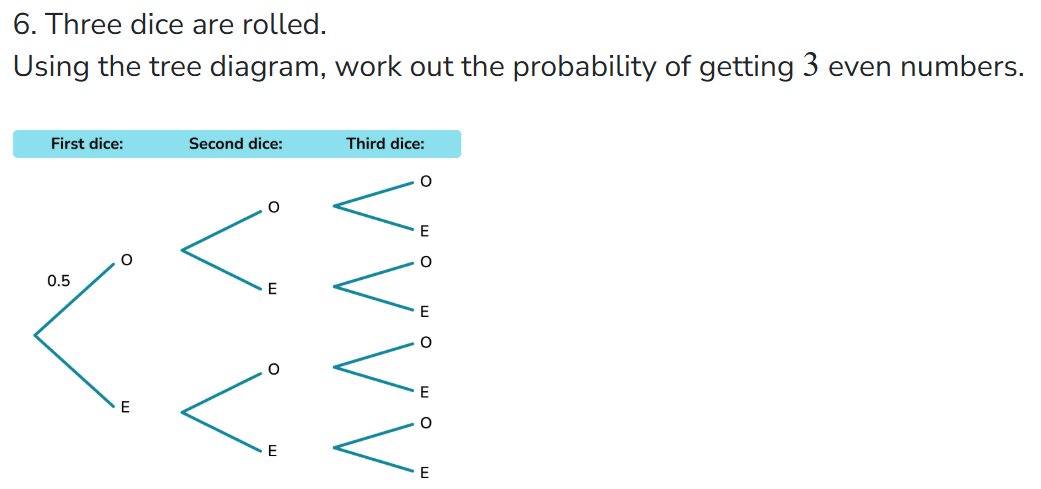 6. Three dice are rolled.
Using the tree diagram, work out the probability of getting 3 even numbers.
First dice: Second dice: Third dice:
O
O
E
O
O
0.5
E
E
O
O
E
E
O
E
E